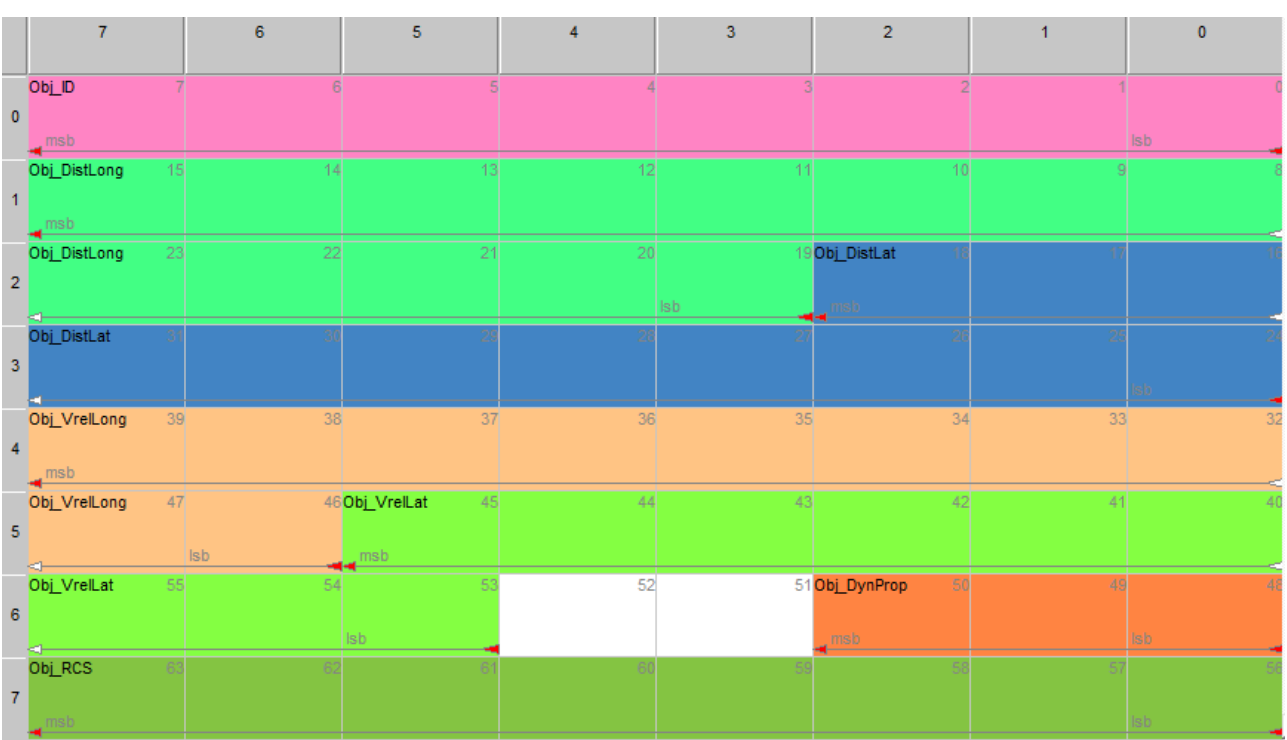 7 6 5 4 3 2 1 0
0
Obj_ID 7 6 5 4 3 2 1 0
msb lsb
1
Obj_DistLong 15 14 13 12 11 10 9 8
msb
2
Obj_DistLong 23 22 21 20 19 Obj_DistLat 18 17 16
lsb msb
3
Obj_DistLat 31 30 29 28 27 26 25 24
lsb
4
Obj_VrelLong 39 38 37 36 35 34 33 32
msb
5
Obj_VrelLong 47 46 Obj_VrelLat 45 44 43 42 41 40
lsb msb
6
Obj_VrelLat 55 54 53 52 51 Obj_DynProp 50 49 48
lsb msb lsb
7
Obj_RCS 63 62 61 60 59 58 57 56
msb lsb